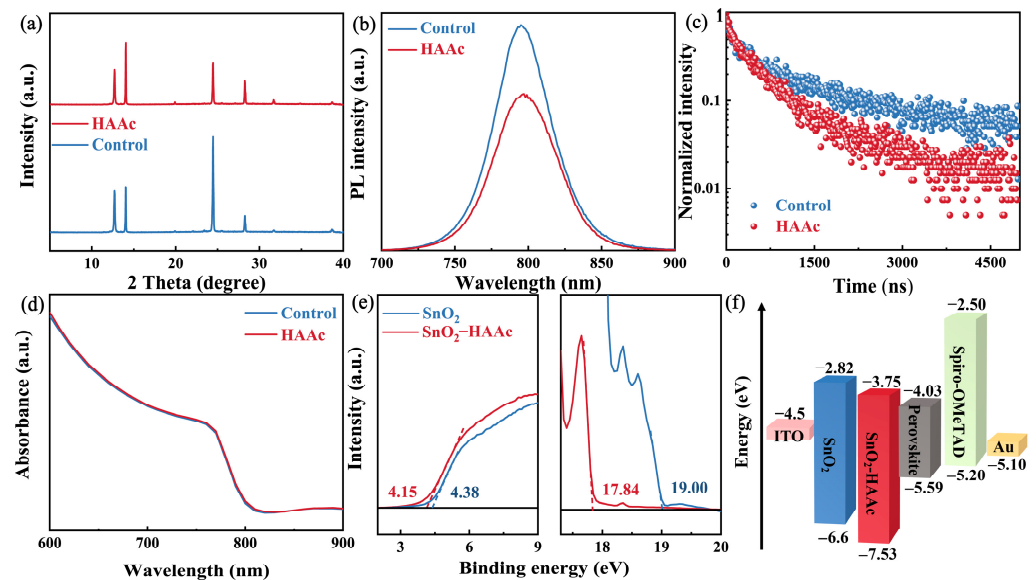 (a)
Intensity (a.u.)
HAAc
Control
10
20
30
40
2 Theta (degree)
(b)
PL intensity (a.u.)
Control
HAAc
700
750
800
850
900
Wavelength (nm)
(c)
Normalized intensity
1
0.1
0.01
Control
HAAc
0
1500
3000
4500
Time (ns)
(d)
Absorbance (a.u.)
Control
HAAc
600
700
800
900
Wavelength (nm)
(e)
Intensity (a.u.)
SnO₂
SnO₂−HAAc
4.15
4.38
17.84
19.00
3
6
9
18
19
20
Binding energy (eV)
(f)
Energy (eV)
−4.5
ITO
−2.82
SnO₂
−6.6
−3.75
SnO₂-HAAc
−7.53
−4.03
Perovskite
−5.59
−2.50
Spiro-OMeTAD
−5.20
Au
−5.10